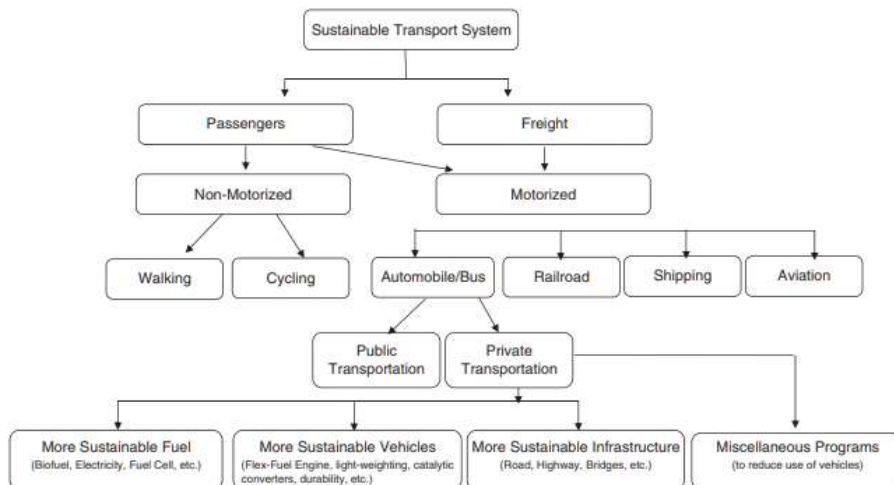 Sustainable Transport System
Passengers
Freight
Non-Motorized
Motorized
Walking
Cycling
Automobile/Bus
Railroad
Shipping
Aviation
Public
Transportation
Private
Transportation
More Sustainable Fuel
(Biofuel, Electricity, Fuel Cell, etc.)
More Sustainable Vehicles
(Flex-Fuel Engine, light-weighting, catalytic
converters, durability, etc.)
More Sustainable Infrastructure
(Road, Highway, Bridges, etc.)
Miscellaneous Programs
(to reduce use of vehicles)